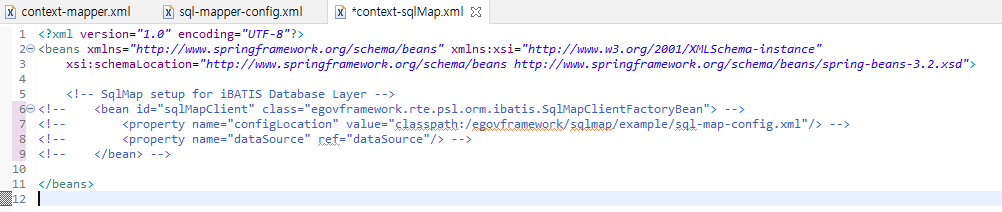 context-mapper.xml sql-mapper-config.xml *context-sqlMap.xml
1 <?xml version="1.0" encoding="UTF-8"?>
2 <beans xmlns="http://www.springframework.org/schema/beans" xmlns:xsi="http://www.w3.org/2001/XMLSchema-instance"
3     xsi:schemaLocation="http://www.springframework.org/schema/beans http://www.springframework.org/schema/beans/spring-beans-3.2.xsd">
4
5     <!-- SqlMap setup for iBATIS Database Layer -->
6 <!--    <bean id="sqlMapClient" class="egovframework.rte.psl.orm.ibatis.SqlMapClientFactoryBean"> -->
7 <!--        <property name="configLocation" value="classpath:/egovframework/sqlmap/example/sql-map-config.xml"/> -->
8 <!--        <property name="dataSource" ref="dataSource"/> -->
9 <!--    </bean> -->
10
11 </beans>
12